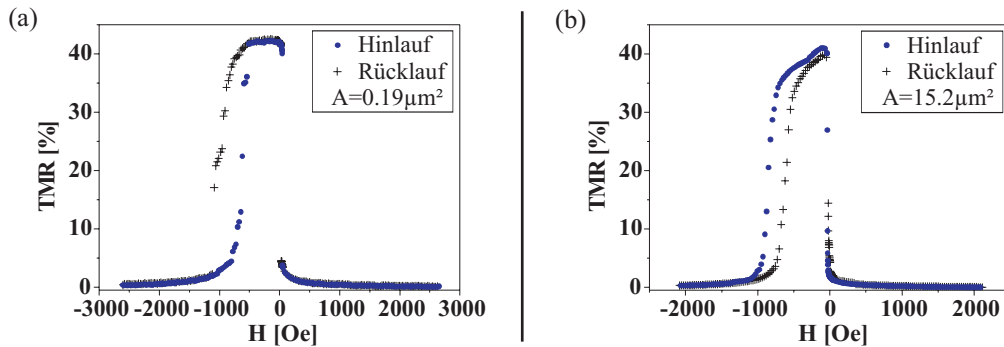 (a)
TMR [%]
40
30
20
10
0
Hinlauf
Rücklauf
A=0.19µm²
-3000 -2000 -1000 0 1000 2000 3000
H [Oe]
(b)
TMR [%]
40
30
20
10
0
Hinlauf
Rücklauf
A=15.2µm²
-2000 -1000 0 1000 2000
H [Oe]